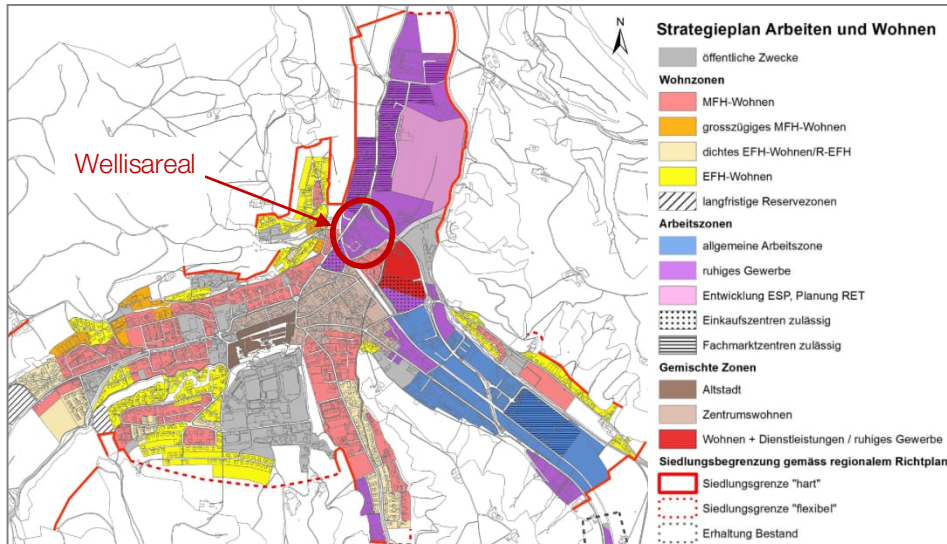 Wellisareal
N
Strategieplan Arbeiten und Wohnen
öffentliche Zwecke
Wohnzonen
MFH-Wohnen
grosszügiges MFH-Wohnen
dichtes EFH-Wohnen/R-EFH
EFH-Wohnen
langfristige Reservezonen
Arbeitszonen
allgemeine Arbeitszone
ruhiges Gewerbe
Entwicklung ESP, Planung RET
Einkaufszentren zulässig
Fachmarktzentren zulässig
Gemischte Zonen
Altstadt
Zentrumswohnen
Wohnen + Dienstleistungen / ruhiges Gewerbe
Siedlungsbegrenzung gemäss regionalem Richtplan
Siedlungsgrenze "hart"
Siedlungsgrenze "flexibel"
Erhaltung Bestand